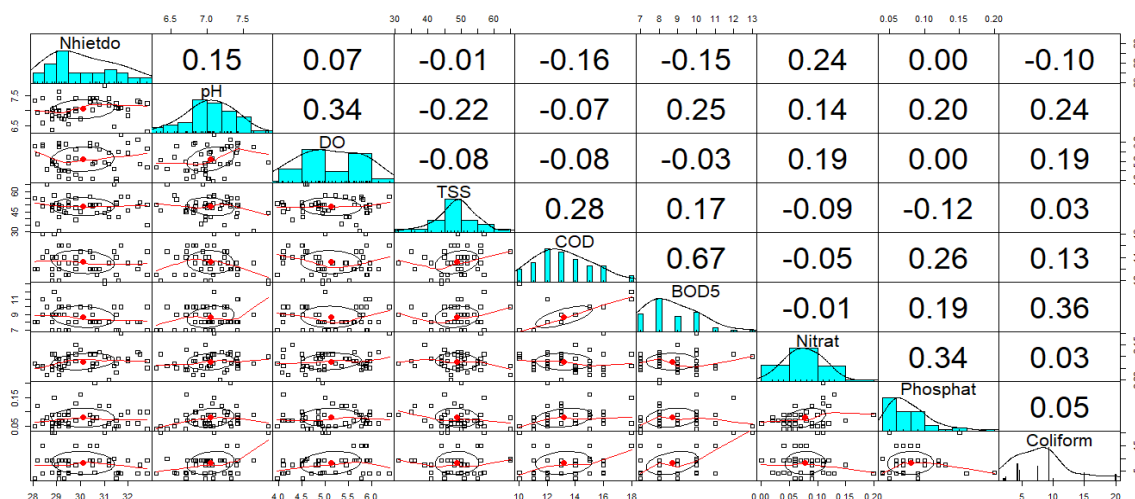 6.5 7.0 7.5 30 40 50 60 7 8 9 10 11 12 13 0.05 0.10 0.15 0.20
Nhietdo 0.15 0.07 -0.01 -0.16 -0.15 0.24 0.00 -0.10
7.5 6.5 pH 0.34 -0.22 -0.07 0.25 0.14 0.20 0.24
DO -0.08 -0.08 -0.03 0.19 0.00 0.19
60 50 40 30 TSS 0.28 0.17 -0.09 -0.12 0.03
COD 0.67 -0.05 0.26 0.13
11 9 7 BOD5 -0.01 0.19 0.36
Nitrat 0.34 0.03
0.15 0.05 Phosphat 0.05
Coliform
28 29 30 31 32 4.0 4.5 5.0 5.5 6.0 10 12 14 16 18 0.00 0.05 0.10 0.15 0.20 0 5 10 15 20